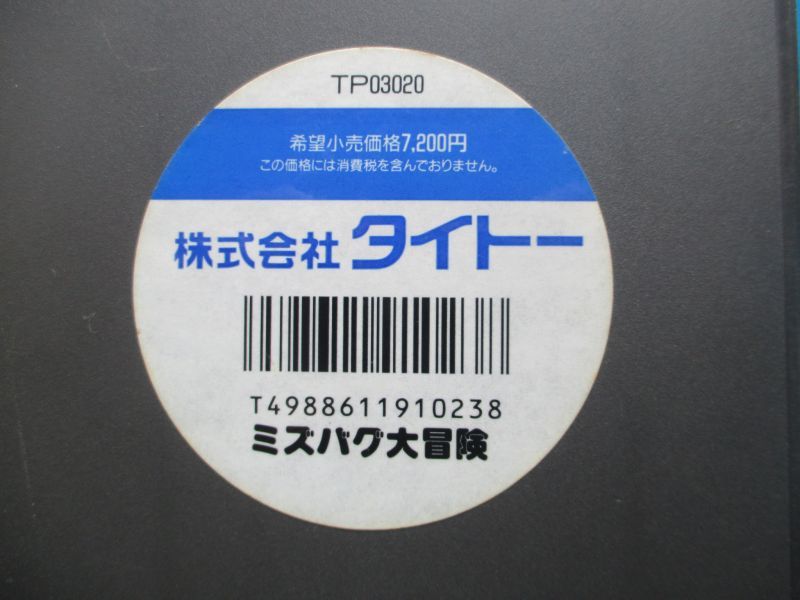 TP03020
希望小売価格7,200円
この価格には消費税を含んでおりません。
株式会社 タイトー
T4988611910238
ミズバグ大冒険